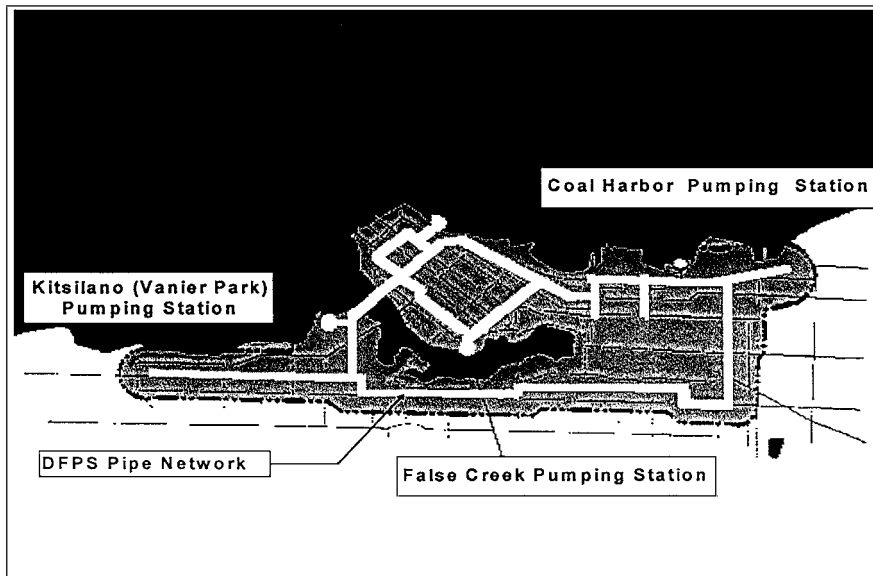 Coal Harbor Pumping Station
Kitsilano (Vanier Park)
Pumping Station
DFPS Pipe Network
False Creek Pumping Station